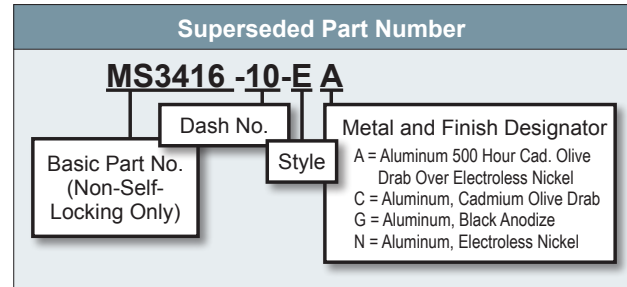 Superseded Part Number
MS3416 -10-E A
Basic Part No.
(Non-Self-
Locking Only)
Dash No.
Style
Metal and Finish Designator
A = Aluminum 500 Hour Cad. Olive
Drab Over Electroless Nickel
C = Aluminum, Cadmium Olive Drab
G = Aluminum, Black Anodize
N = Aluminum, Electroless Nickel